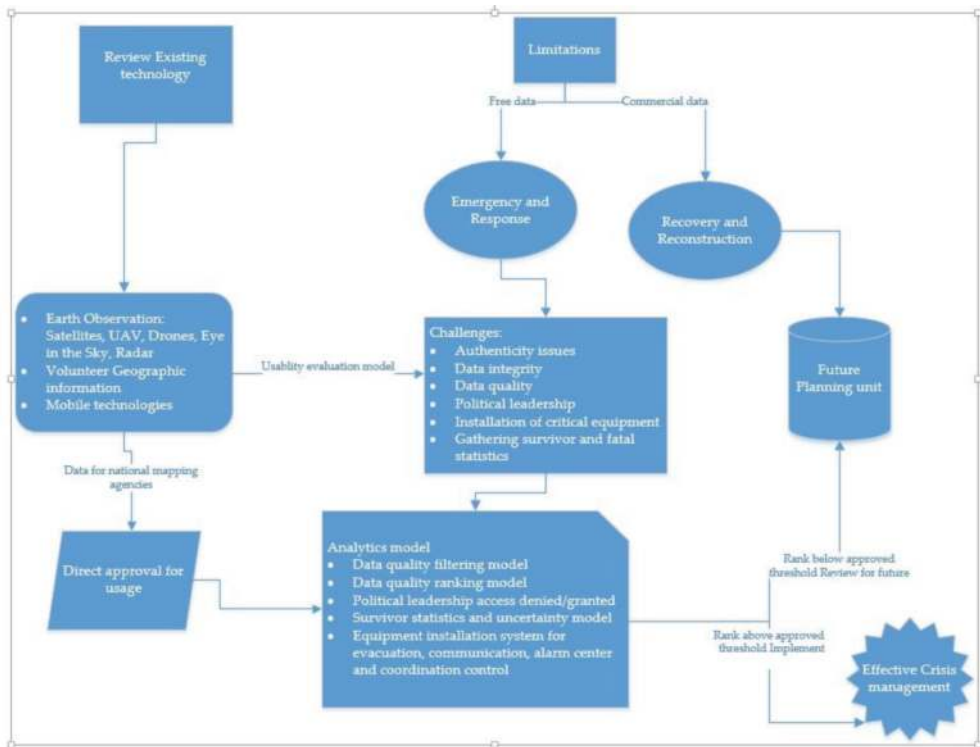 Review Existing
technology
Limitations
Free data
Commercial data
Emergency and
Response
Recovery and
Reconstruction
Earth Observation:
Satellites, UAV, Drones, Eye
in the Sky, Radar
Volunteer Geographic
information
Mobile technologies
Usablity evaluation model
Challenges:
Authenticity issues
Data integrity
Data quality
Political leadership
Installation of critical equipment
Gathering survivor and fatal
statistics
Future
Planning unit
Data for national mapping
agencies
Direct approval for
usage
Analytics model
Data quality filtering model
Data quality ranking model
Political leadership access denied/granted
Survivor statistics and uncertainty model
Equipment installation system for
evacuation, communication, alarm center
and coordination control
Rank below approved
threshold Review for future
Rank above approved
threshold Implement
Effective Crisis
management